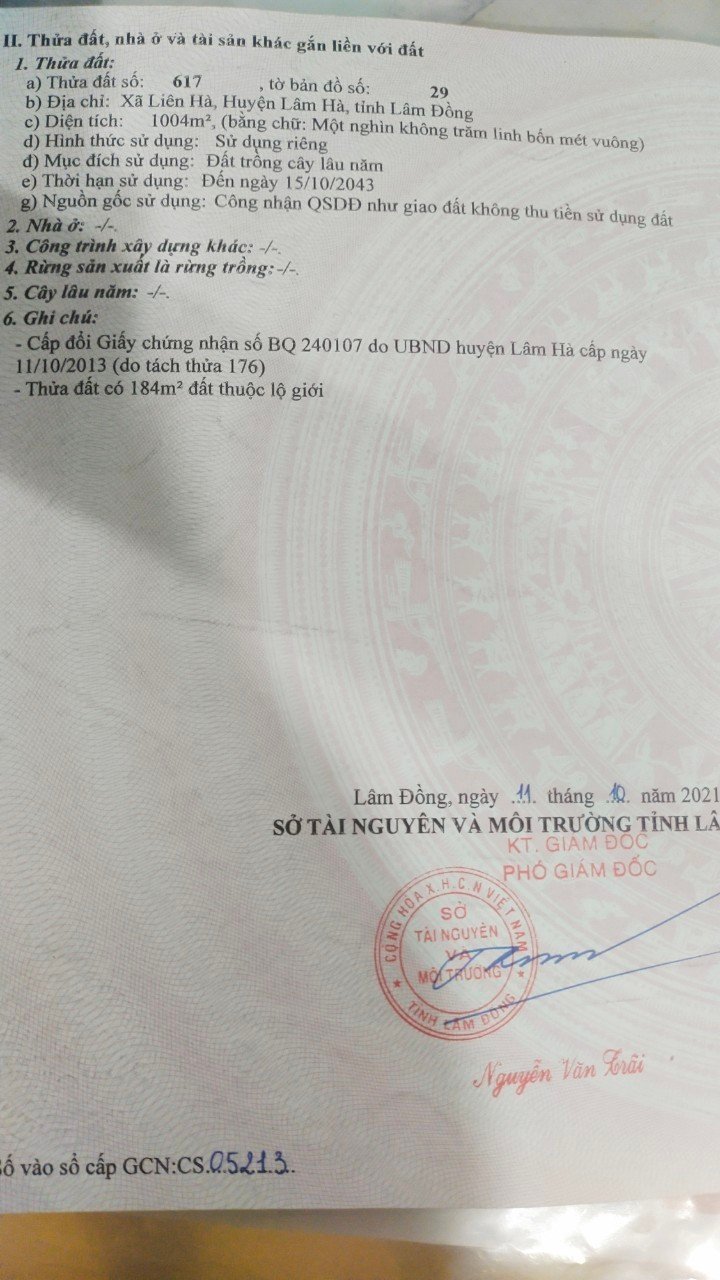 II. Thửa đất, nhà ở và tài sản khác gắn liền với đất
1. Thửa đất:
a) Thửa đất số: 617 , tờ bản đồ số: 29
b) Địa chỉ: Xã Liên Hà, Huyện Lâm Hà, tỉnh Lâm Đồng
c) Diện tích: 1004m², (bằng chữ: Một nghìn không trăm linh bốn mét vuông)
d) Hình thức sử dụng: Sử dụng riêng
đ) Mục đích sử dụng: Đất trồng cây lâu năm
e) Thời hạn sử dụng: Đến ngày 15/10/2043
g) Nguồn gốc sử dụng: Công nhận QSDĐ như giao đất không thu tiền sử dụng đất
2. Nhà ở: -/-.
3. Công trình xây dựng khác: -/-.
4. Rừng sản xuất là rừng trồng: -/-.
5. Cây lâu năm: -/-.
6. Ghi chú:
- Cấp đổi Giấy chứng nhận số BQ 240107 do UBND huyện Lâm Hà cấp ngày
11/10/2013 (do tách thửa 176)
- Thửa đất có 184m² đất thuộc lộ giới
Lâm Đồng, ngày .11. tháng .10. năm 2021
SỞ TÀI NGUYÊN VÀ MÔI TRƯỜNG TỈNH LÂ
KT. GIÁM ĐỐC
PHÓ GIÁM ĐỐC
CỘNG HÒA X.H.C.N VIỆT NAM
SỞ
TÀI NGUYÊN
VÀ
MÔI TRƯỜNG
TỈNH LÂM ĐỒNG
Nguyễn Văn Trãi
Số vào sổ cấp GCN:CS.05213.